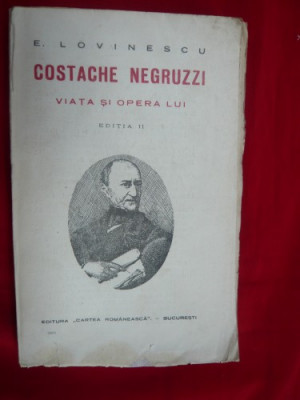 E. LOVINESCU
COSTACHE NEGRUZZI
VIAȚA ȘI OPERA LUI
EDIȚIA II
EDITURA „CARTEA ROMÂNEASCĂ", - BUCUREȘTI